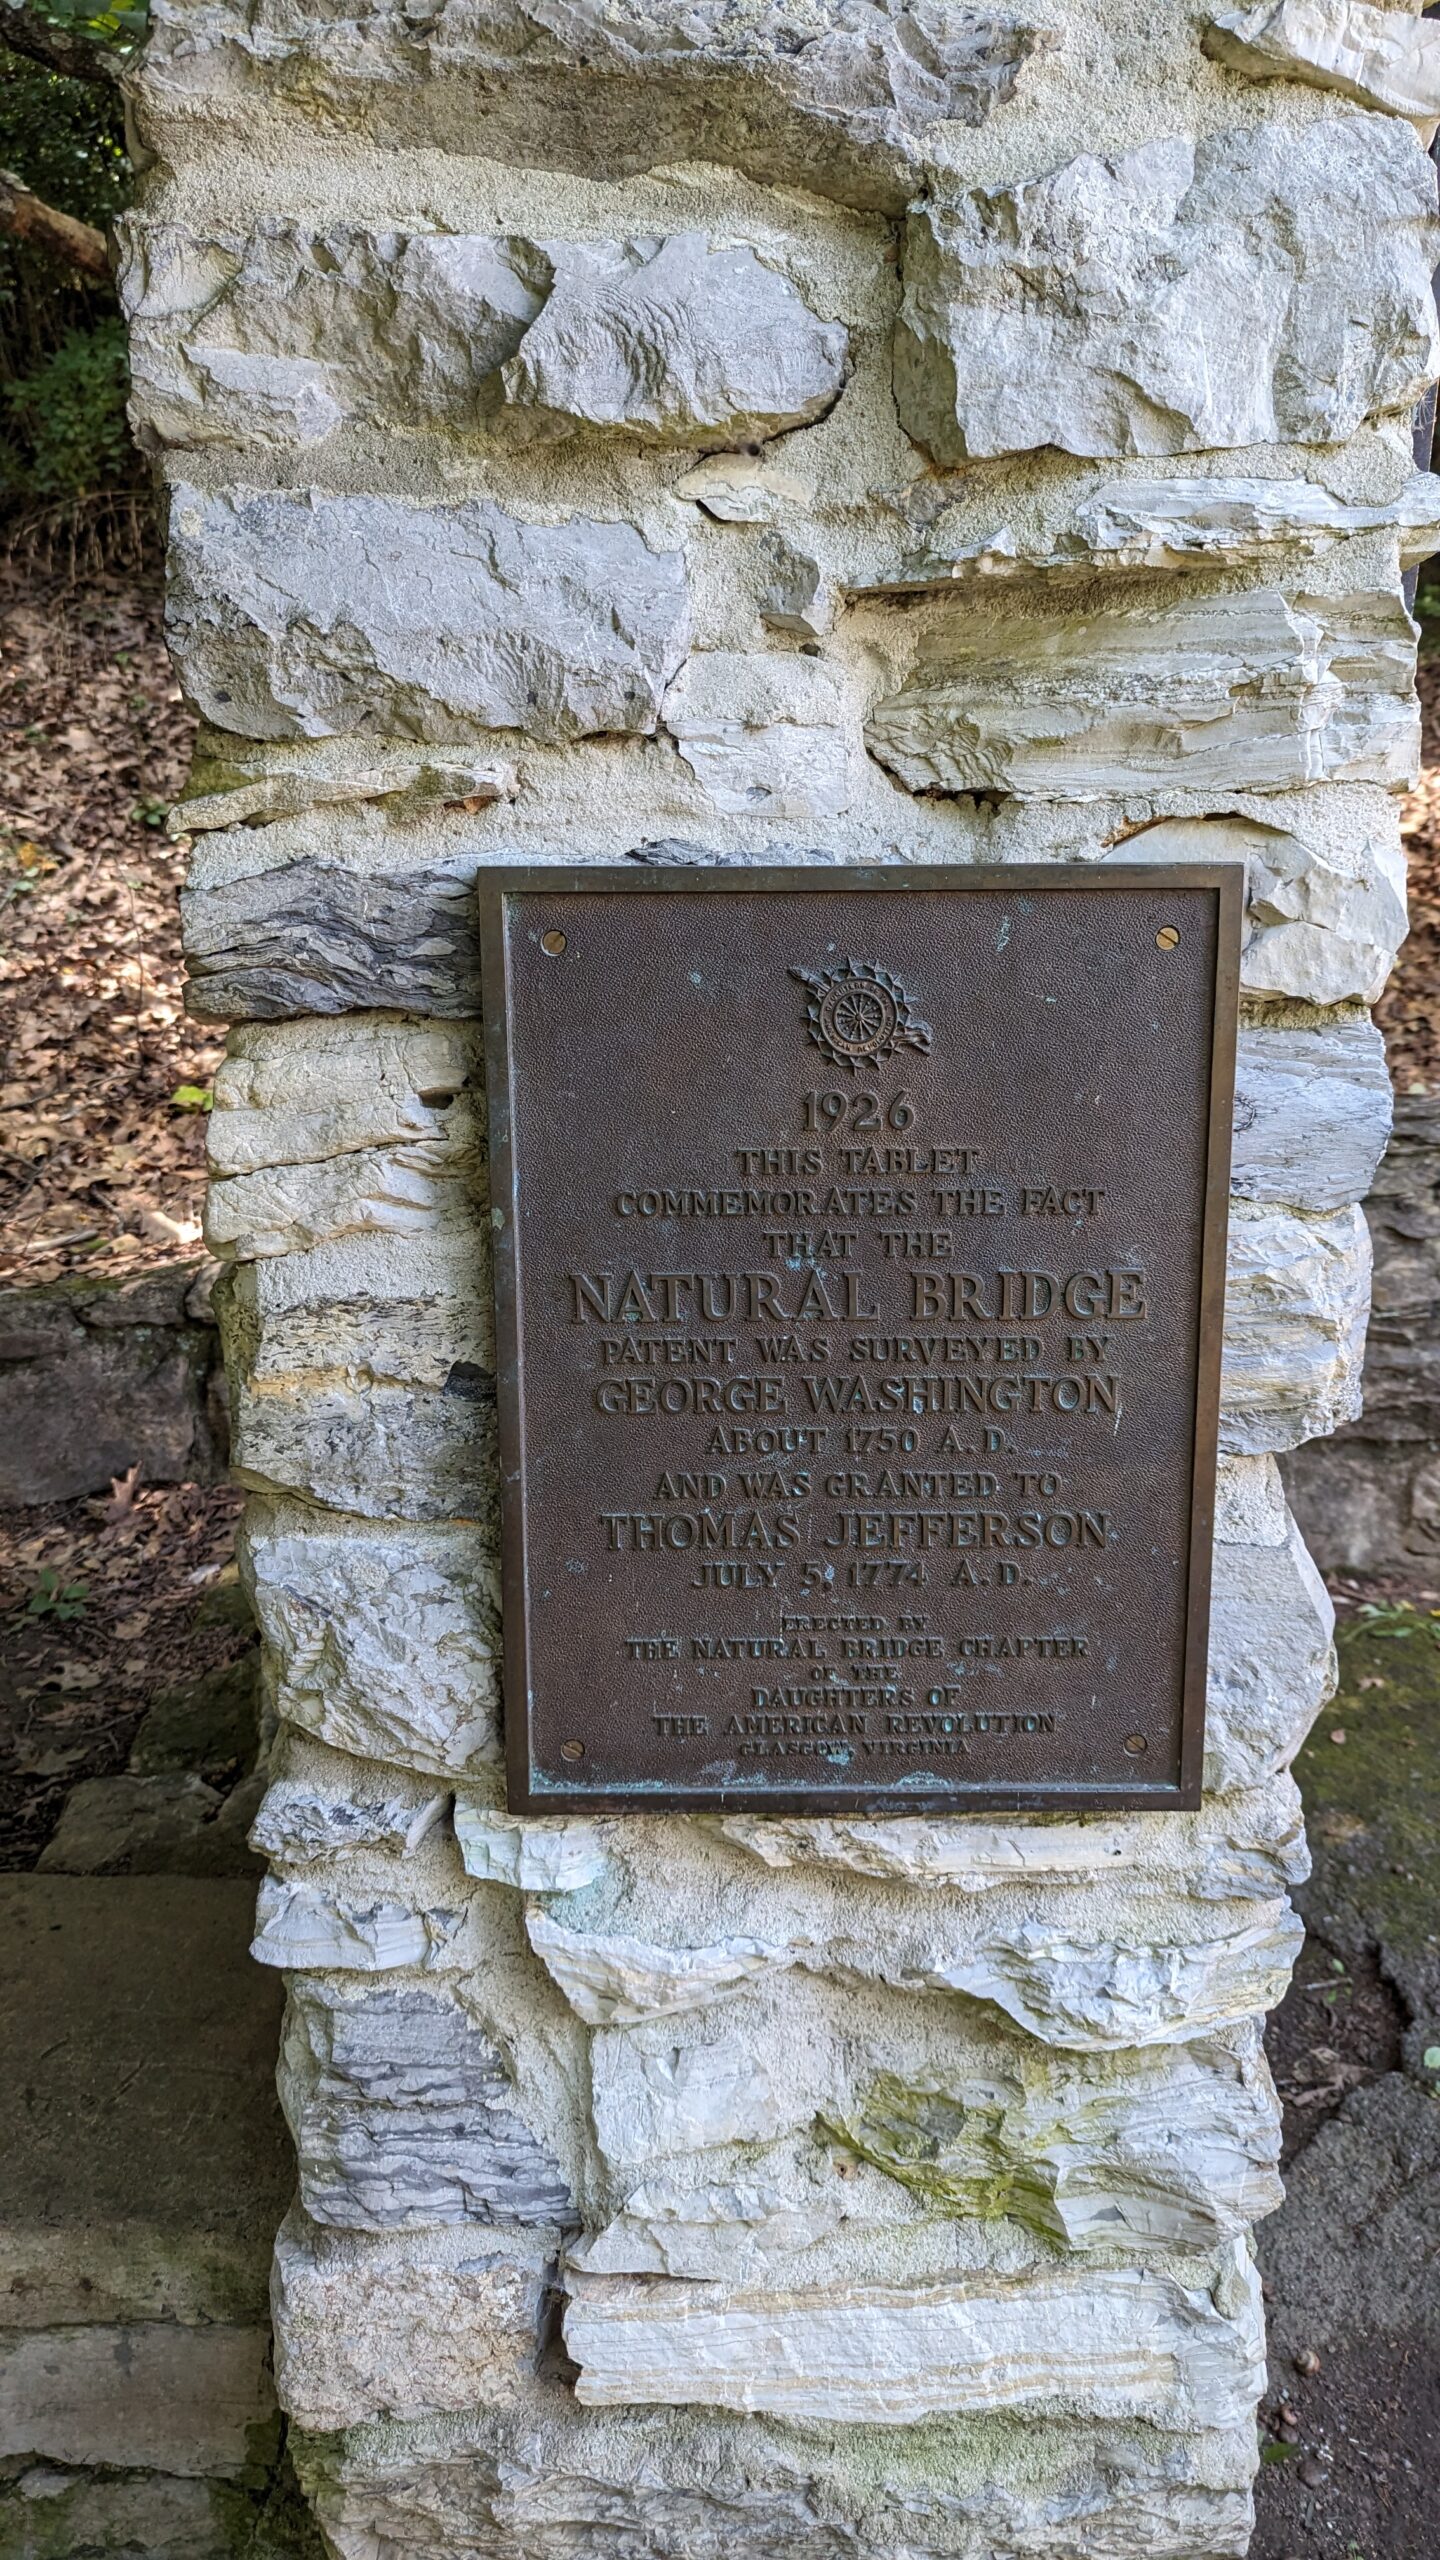 1926
THIS TABLET
COMMEMORATES THE FACT
THAT THE
NATURAL BRIDGE
PATENT WAS SURVEYED BY
GEORGE WASHINGTON
ABOUT 1750 A.D.
AND WAS GRANTED TO
THOMAS JEFFERSON
JULY 5, 1774 A.D.
ERECTED BY
THE NATURAL BRIDGE CHAPTER
OF THE
DAUGHTERS OF
THE AMERICAN REVOLUTION
GLASGOW, VIRGINIA